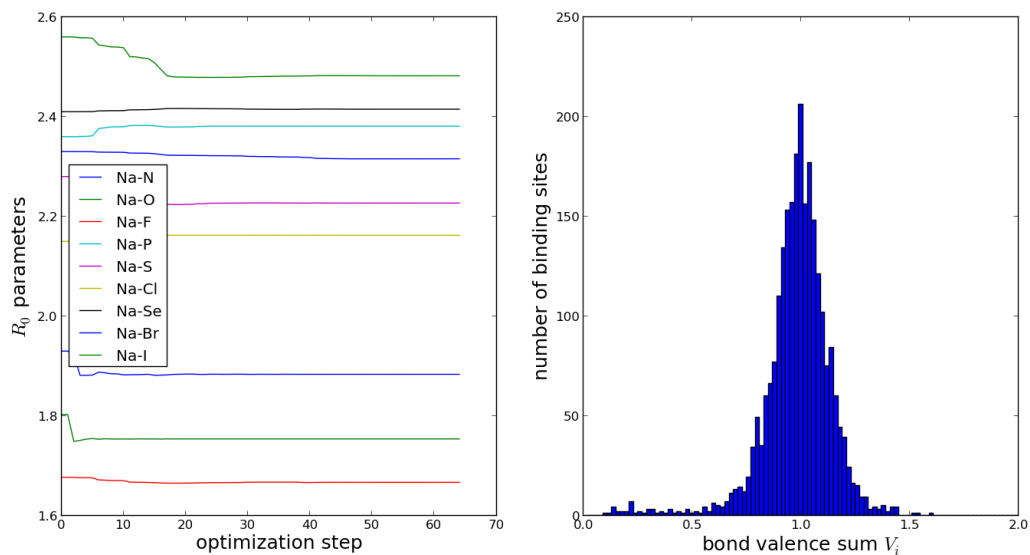 2.6
2.4
2.2
2.0
1.8
1.6
0
10
20
30
40
50
60
70
R₀ parameters
optimization step
Na-N
Na-O
Na-F
Na-P
Na-S
Na-Cl
Na-Se
Na-Br
Na-I
250
200
150
100
50
0
0.0
0.5
1.0
1.5
2.0
number of binding sites
bond valence sum Vᵢ